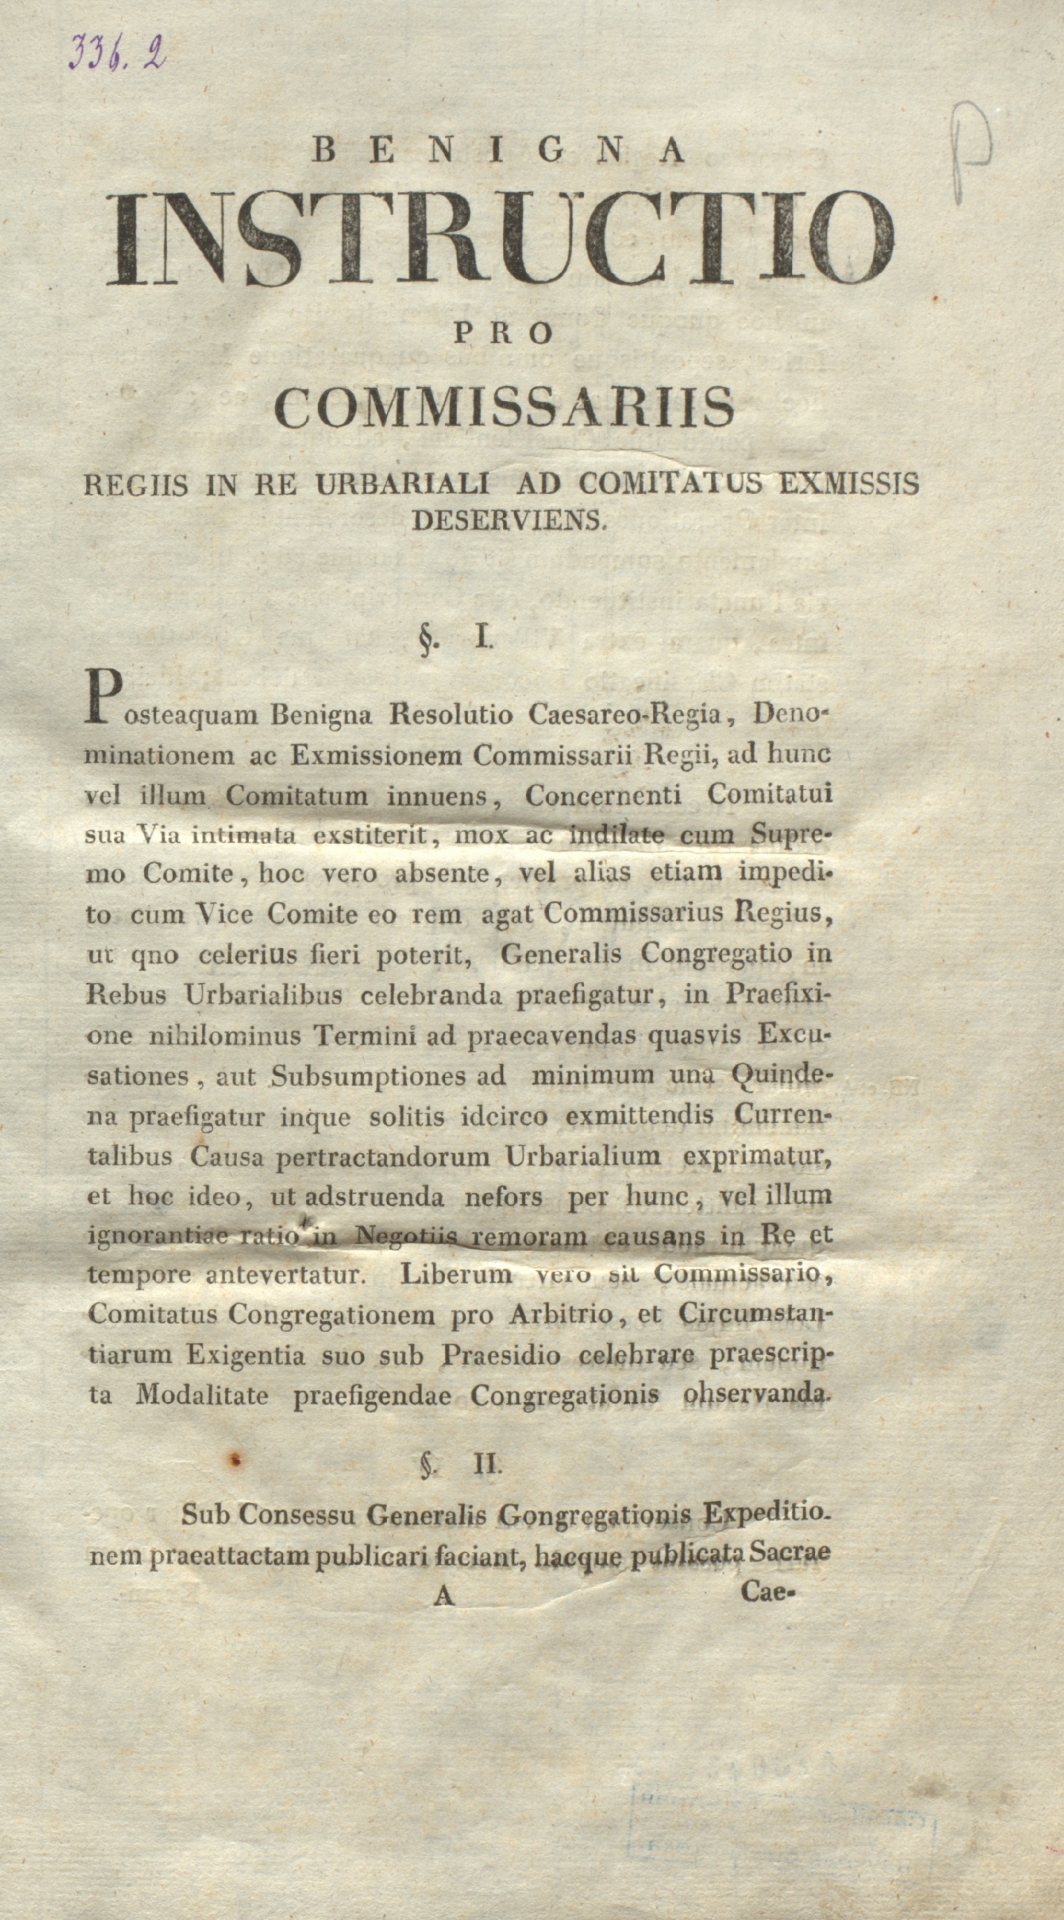 336. 2
P
BENIGNA
INSTRUCTIO
PRO
COMMISSARIIS
REGIIS IN RE URBARIALI AD COMITATUS EXMISSIS
DESERVIENS.
§. I.
Posteaquam Benigna Resolutio Caesareo-Regia, Deno-
minationem ac Exmissionem Commissarii Regii, ad hunc
vel illum Comitatum innuens, Concernenti Comitatui
sua Via intimata exstiterit, mox ac indilate cum Supre-
mo Comite, hoc vero absente, vel alias etiam impedi-
to cum Vice Comite eo rem agat Commissarius Regius,
ut qno celerius fieri poterit, Generalis Congregatio in
Rebus Urbarialibus celebranda praefigatur, in Praefixi-
one nihilominus Termini ad praecavendas quasvis Excu-
sationes, aut Subsumptiones ad minimum una Quinde-
na praefigatur inque solitis idcirco exmittendis Curren-
talibus Causa pertractandorum Urbarialium exprimatur,
et hoc ideo, ut adstruenda nefors per hunc, vel illum
ignorantiae ratio in Negotiis remoram causans in Re et
tempore antevertatur. Liberum vero sit Commissario,
Comitatus Congregationem pro Arbitrio, et Circumstan-
tiarum Exigentia suo sub Praesidio celebrare praescrip-
ta Modalitate praefigendae Congregationis observanda.
§. II.
Sub Consessu Generalis Gongregationis Expeditio-
nem praeattactam publicari faciant, hacque publicata Sacrae
A
Cae-